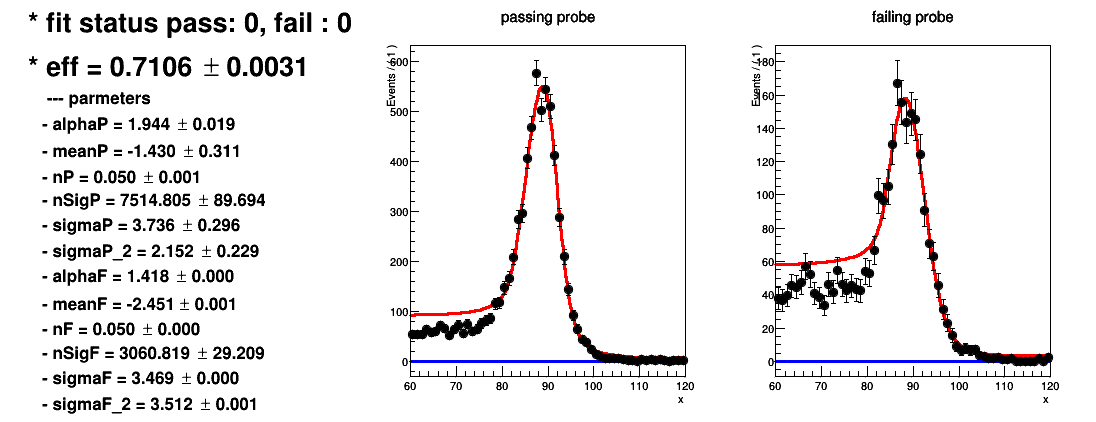 * fit status pass: 0, fail : 0
* eff = 0.7106 ± 0.0031
--- parmeters
- alphaP = 1.944 ± 0.019
- meanP = -1.430 ± 0.311
- nP = 0.050 ± 0.001
- nSigP = 7514.805 ± 89.694
- sigmaP = 3.736 ± 0.296
- sigmaP_2 = 2.152 ± 0.229
- alphaF = 1.418 ± 0.000
- meanF = -2.451 ± 0.001
- nF = 0.050 ± 0.000
- nSigF = 3060.819 ± 29.209
- sigmaF = 3.469 ± 0.000
- sigmaF_2 = 3.512 ± 0.001
passing probe
Events / ( 1 )
600
500
400
300
200
100
0
60 70 80 90 100 110 120
x
failing probe
Events / ( 1 )
180
160
140
120
100
80
60
40
20
0
60 70 80 90 100 110 120
x